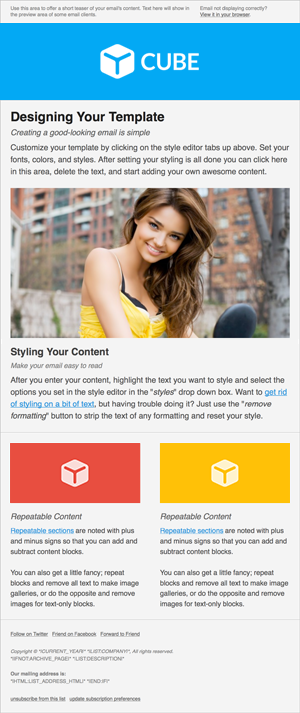 Use this area to offer a short teaser of your email's content. Text here will show in
the preview area of some email clients.
Email not displaying correctly?
View it in your browser.
CUBE
Designing Your Template
Creating a good-looking email is simple
Customize your template by clicking on the style editor tabs up above. Set your
fonts, colors, and styles. After setting your styling is all done you can click here
in this area, delete the text, and start adding your own awesome content.
Styling Your Content
Make your email easy to read
After you enter your content, highlight the text you want to style and select the
options you set in the style editor in the "styles" drop down box. Want to get rid
of styling on a bit of text, but having trouble doing it? Just use the "remove
formatting" button to strip the text of any formatting and reset your style.
Repeatable Content
Repeatable sections are noted with plus
and minus signs so that you can add and
subtract content blocks.
You can also get a little fancy; repeat
blocks and remove all text to make image
galleries, or do the opposite and remove
images for text-only blocks.
Repeatable Content
Repeatable sections are noted with plus
and minus signs so that you can add and
subtract content blocks.
You can also get a little fancy; repeat
blocks and remove all text to make image
galleries, or do the opposite and remove
images for text-only blocks.
Follow on Twitter Friend on Facebook Forward to Friend
Copyright © *|CURRENT_YEAR|* *|LIST:COMPANY|*, All rights reserved.
*|IFNOT:ARCHIVE_PAGE|* *|LIST:DESCRIPTION|*
Our mailing address is:
*|HTML:LIST_ADDRESS_HTML|* *|END:IF|*
unsubscribe from this list update subscription preferences